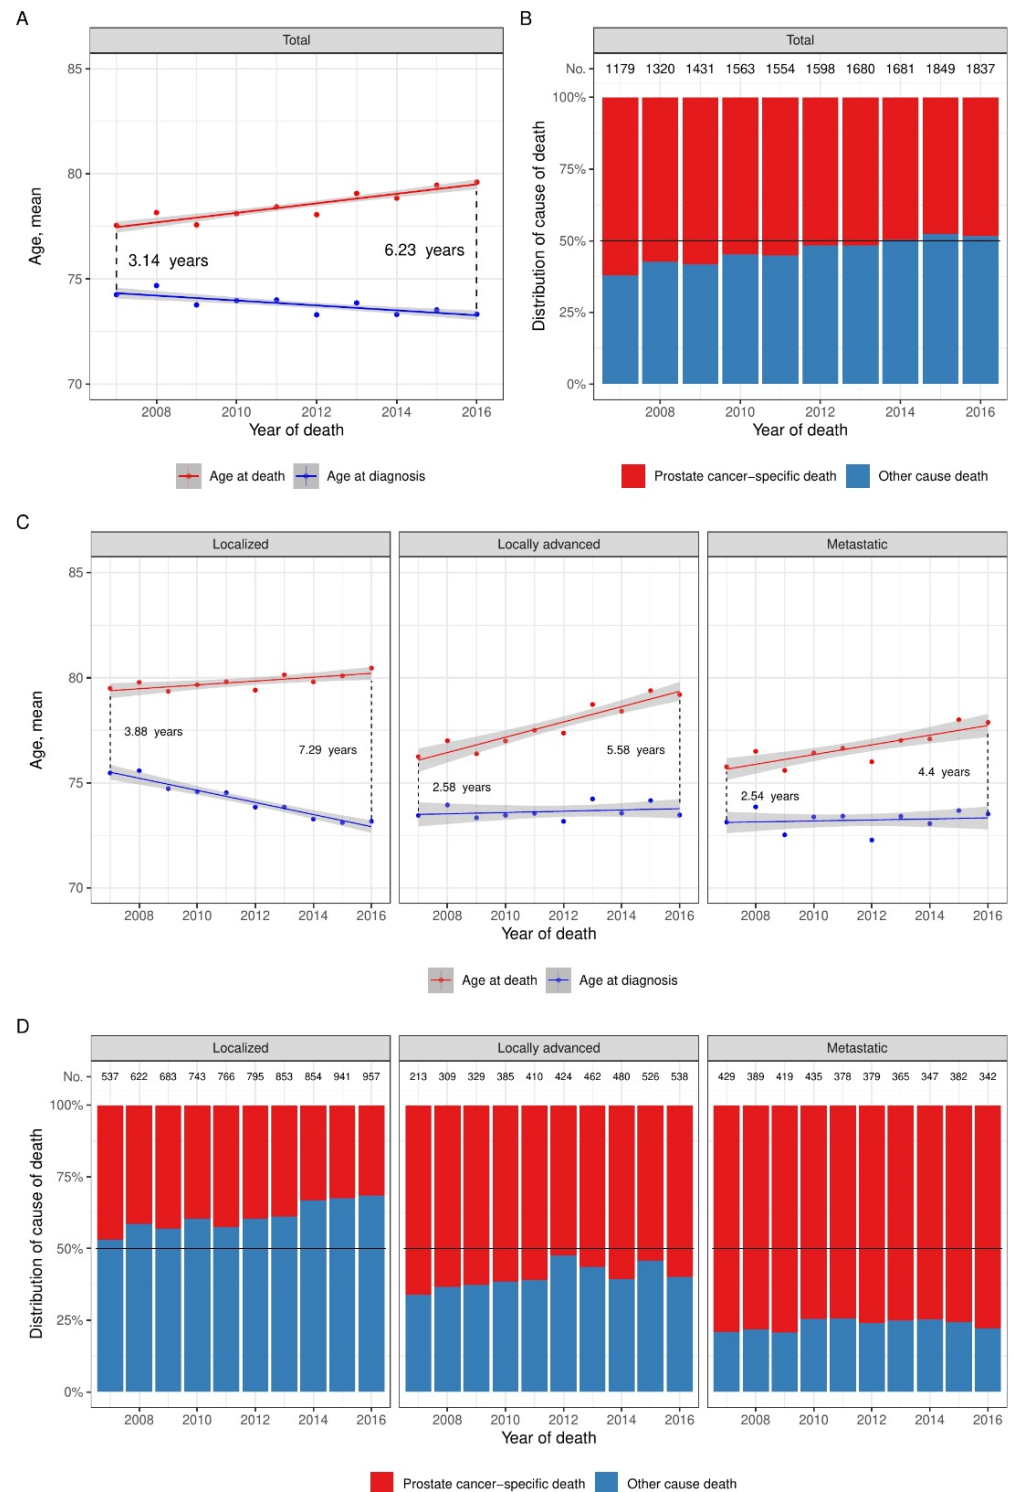 A
Total
85
80
75
70
Age, mean
3.14 years
6.23 years
2008 2010 2012 2014 2016
Year of death
Age at death Age at diagnosis
B
Total
No. 1179 1320 1431 1563 1554 1598 1680 1681 1849 1837
100%
75%
50%
25%
0%
Distribution of cause of death
2008 2010 2012 2014 2016
Year of death
Prostate cancer–specific death Other cause death
C
Localized Locally advanced Metastatic
85
80
75
70
Age, mean
3.88 years
7.29 years
2.58 years
5.58 years
2.54 years
4.4 years
2008 2010 2012 2014 2016 2008 2010 2012 2014 2016 2008 2010 2012 2014 2016
Year of death
Age at death Age at diagnosis
D
Localized Locally advanced Metastatic
No. 537 622 683 743 766 795 853 854 941 957 213 309 329 385 410 424 462 480 526 538 429 389 419 435 378 379 365 347 382 342
100%
75%
50%
25%
0%
Distribution of cause of death
2008 2010 2012 2014 2016 2008 2010 2012 2014 2016 2008 2010 2012 2014 2016
Year of death
Prostate cancer–specific death Other cause death